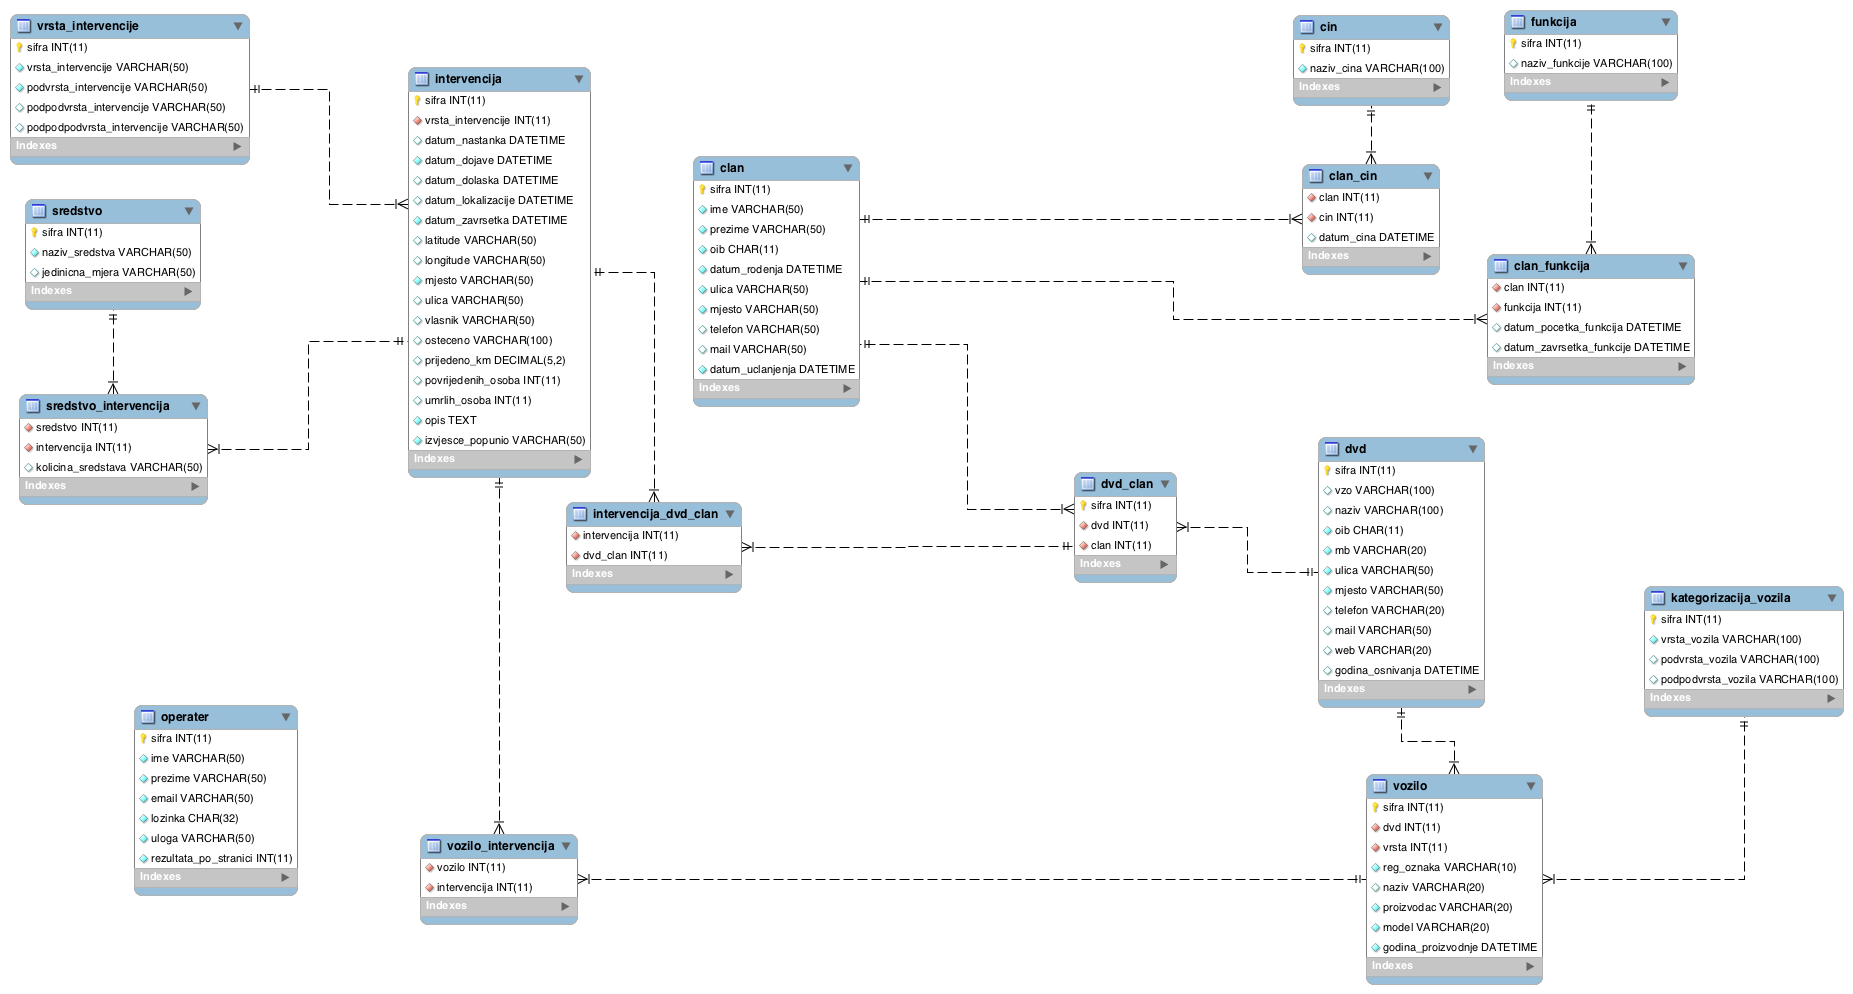 vrsta_intervencije
sifra INT(11)
vrsta_intervencije VARCHAR(50)
podvrsta_intervencije VARCHAR(50)
podpodvrsta_intervencije VARCHAR(50)
podpodpodvrsta_intervencije VARCHAR(50)
Indexes
sredstvo
sifra INT(11)
naziv_sredstva VARCHAR(50)
jedinicna_mjera VARCHAR(50)
Indexes
sredstvo_intervencija
sredstvo INT(11)
intervencija INT(11)
kolicina_sredstava VARCHAR(50)
Indexes
operater
sifra INT(11)
ime VARCHAR(50)
prezime VARCHAR(50)
email VARCHAR(50)
lozinka CHAR(32)
uloga VARCHAR(50)
rezultata_po_stranici INT(11)
Indexes
intervencija
sifra INT(11)
vrsta_intervencije INT(11)
datum_nastanka DATETIME
datum_dojave DATETIME
datum_dolaska DATETIME
datum_lokalizacije DATETIME
datum_zavrsetka DATETIME
latitude VARCHAR(50)
longitude VARCHAR(50)
mjesto VARCHAR(50)
ulica VARCHAR(50)
vlasnik VARCHAR(50)
osteceno VARCHAR(100)
prijedeno_km DECIMAL(5,2)
povrijedenih_osoba INT(11)
umrlih_osoba INT(11)
opis TEXT
izvjesce_popunio VARCHAR(50)
Indexes
intervencija_dvd_clan
intervencija INT(11)
dvd_clan INT(11)
Indexes
vozilo_intervencija
vozilo INT(11)
intervencija INT(11)
Indexes
clan
sifra INT(11)
ime VARCHAR(50)
prezime VARCHAR(50)
oib CHAR(11)
datum_rodenja DATETIME
ulica VARCHAR(50)
mjesto VARCHAR(50)
telefon VARCHAR(50)
mail VARCHAR(50)
datum_uclanjenja DATETIME
Indexes
dvd_clan
sifra INT(11)
dvd INT(11)
clan INT(11)
Indexes
cin
sifra INT(11)
naziv_cina VARCHAR(100)
Indexes
clan_cin
clan INT(11)
cin INT(11)
datum_cina DATETIME
Indexes
funkcija
sifra INT(11)
naziv_funkcije VARCHAR(100)
Indexes
clan_funkcija
clan INT(11)
funkcija INT(11)
datum_pocetka_funkcija DATETIME
datum_zavrsetka_funkcije DATETIME
Indexes
dvd
sifra INT(11)
vzo VARCHAR(100)
naziv VARCHAR(100)
oib CHAR(11)
mb VARCHAR(20)
ulica VARCHAR(50)
mjesto VARCHAR(50)
telefon VARCHAR(20)
mail VARCHAR(50)
web VARCHAR(20)
godina_osnivanja DATETIME
Indexes
kategorizacija_vozila
sifra INT(11)
vrsta_vozila VARCHAR(100)
podvrsta_vozila VARCHAR(100)
podpodvrsta_vozila VARCHAR(100)
Indexes
vozilo
sifra INT(11)
dvd INT(11)
vrsta INT(11)
reg_oznaka VARCHAR(10)
naziv VARCHAR(20)
proizvodac VARCHAR(20)
model VARCHAR(20)
godina_proizvodnje DATETIME
Indexes